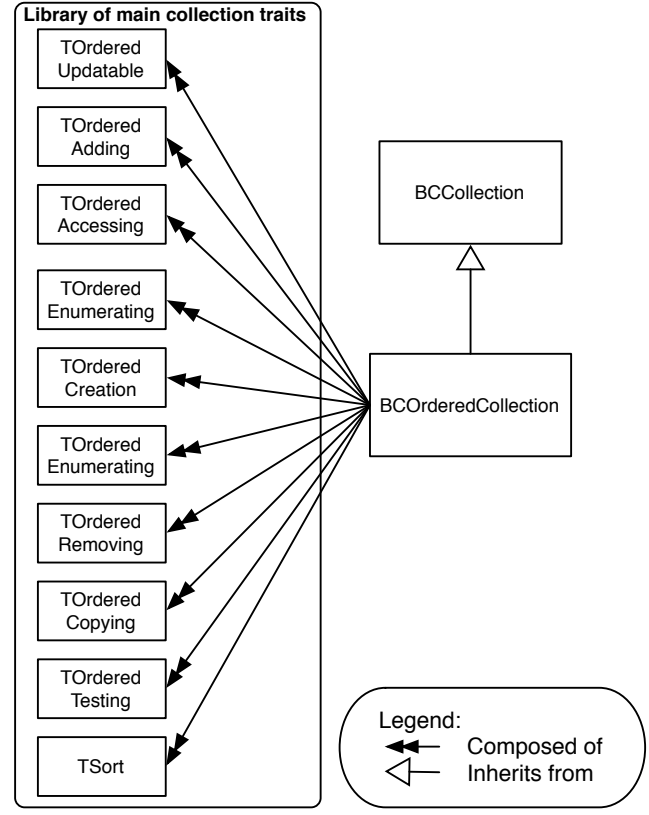 Library of main collection traits
TOrdered
Updatable
TOrdered
Adding
TOrdered
Accessing
TOrdered
Enumerating
TOrdered
Creation
TOrdered
Enumerating
TOrdered
Removing
TOrdered
Copying
TOrdered
Testing
TSort
BCCollection
BCOrderedCollection
Legend:
Composed of
Inherits from